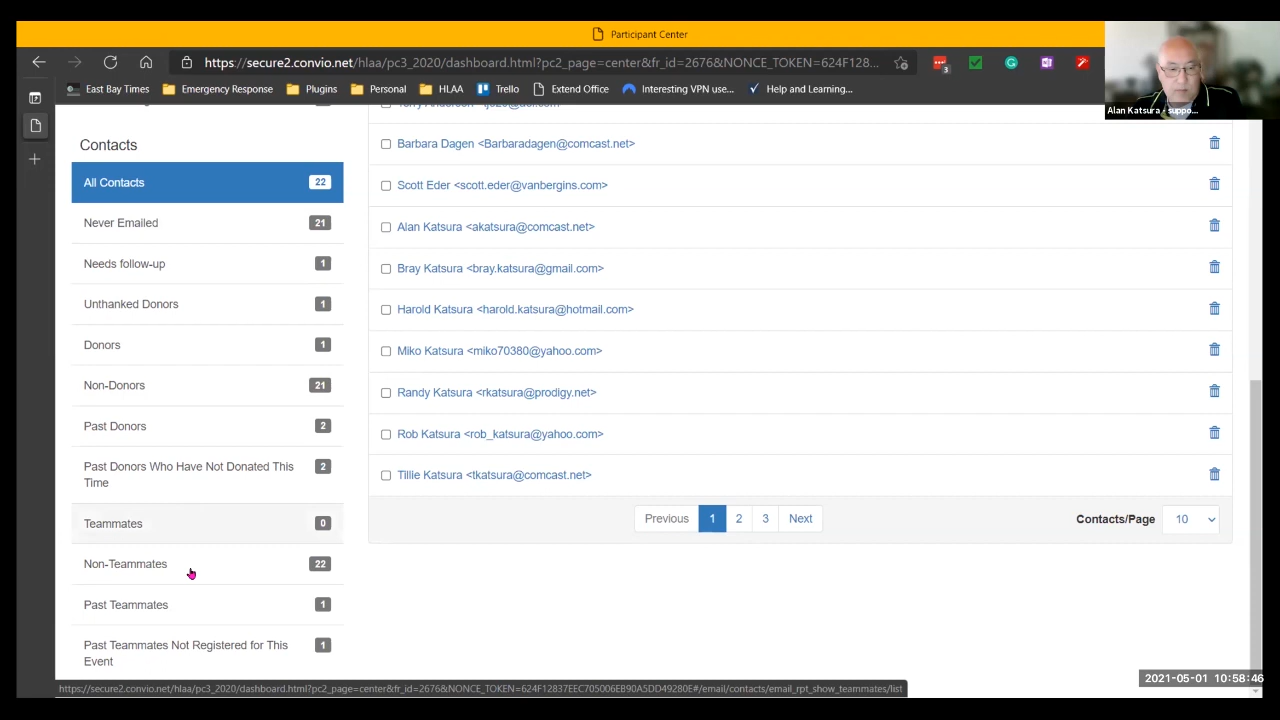 Participant Center
https://secure2.convio.net/hlaa/pc3_2020/dashboard.html?pc2_page=center&fr_id=2676&NONCE_TOKEN=624F128...
3
East Bay Times
Emergency Response
Plugins
Personal
HLAA
Trello
Extend Office
Interesting VPN use...
Help and Learning...
Alan Katsura - suppo...
Contacts
All Contacts 22
Never Emailed 21
Needs follow-up 1
Unthanked Donors 1
Donors 1
Non-Donors 21
Past Donors 2
Past Donors Who Have Not Donated This 2
Time
Teammates 0
Non-Teammates 22
Past Teammates 1
Past Teammates Not Registered for This 1
Event
Barbara Dagen <Barbaradagen@comcast.net>
Scott Eder <scott.eder@vanbergins.com>
Alan Katsura <akatsura@comcast.net>
Bray Katsura <bray.katsura@gmail.com>
Harold Katsura <harold.katsura@hotmail.com>
Miko Katsura <miko70380@yahoo.com>
Randy Katsura <rkatsura@prodigy.net>
Rob Katsura <rob_katsura@yahoo.com>
Tillie Katsura <tkatsura@comcast.net>
Previous 1 2 3 Next
Contacts/Page 10
https://secure2.convio.net/hlaa/pc3_2020/dashboard.html?pc2_page=center&fr_id=2676&NONCE_TOKEN=624F12837EEC705006EB90A5DD49280E#/email/contacts/email_rpt_show_teammates/list
2021-05-01 10:58:46